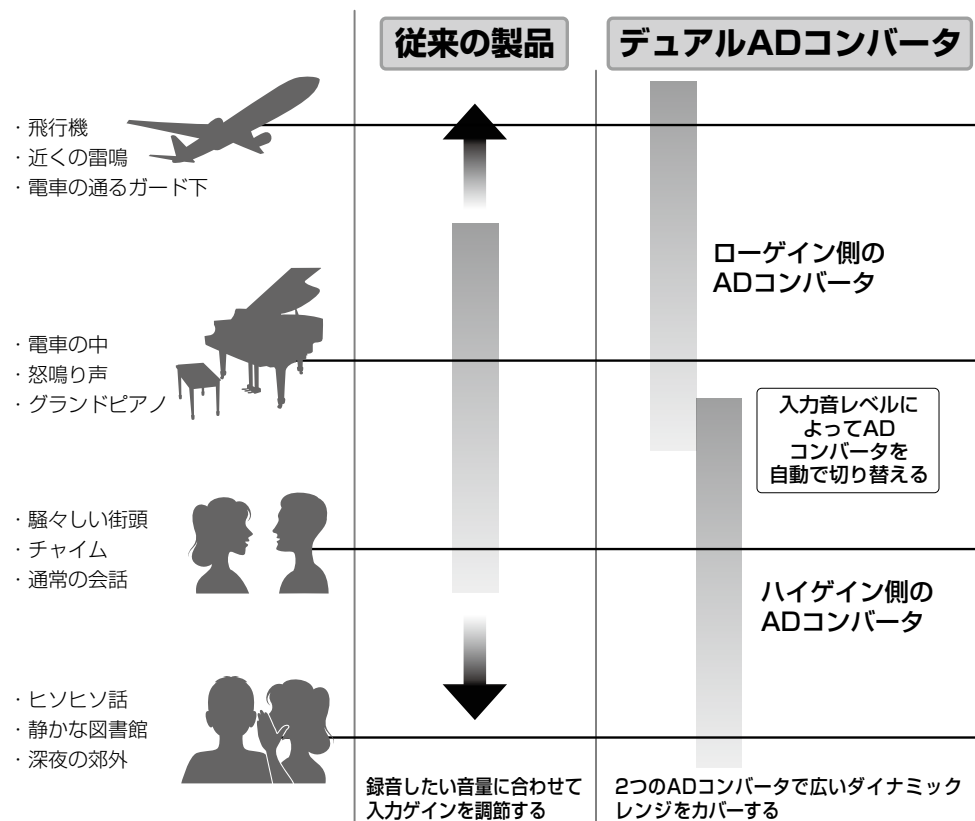 従来の製品
デュアルADコンバータ
・飛行機
・近くの雷鳴
・電車の通るガード下
ローゲイン側の
ADコンバータ
・電車の中
・怒鳴り声
・グランドピアノ
入力音レベルに
よってAD
コンバータを
自動で切り替える
・騒々しい街頭
・チャイム
・通常の会話
ハイゲイン側の
ADコンバータ
・ヒソヒソ話
・静かな図書館
・深夜の郊外
録音したい音量に合わせて
入力ゲインを調節する
2つのADコンバータで広いダイナミック
レンジをカバーする